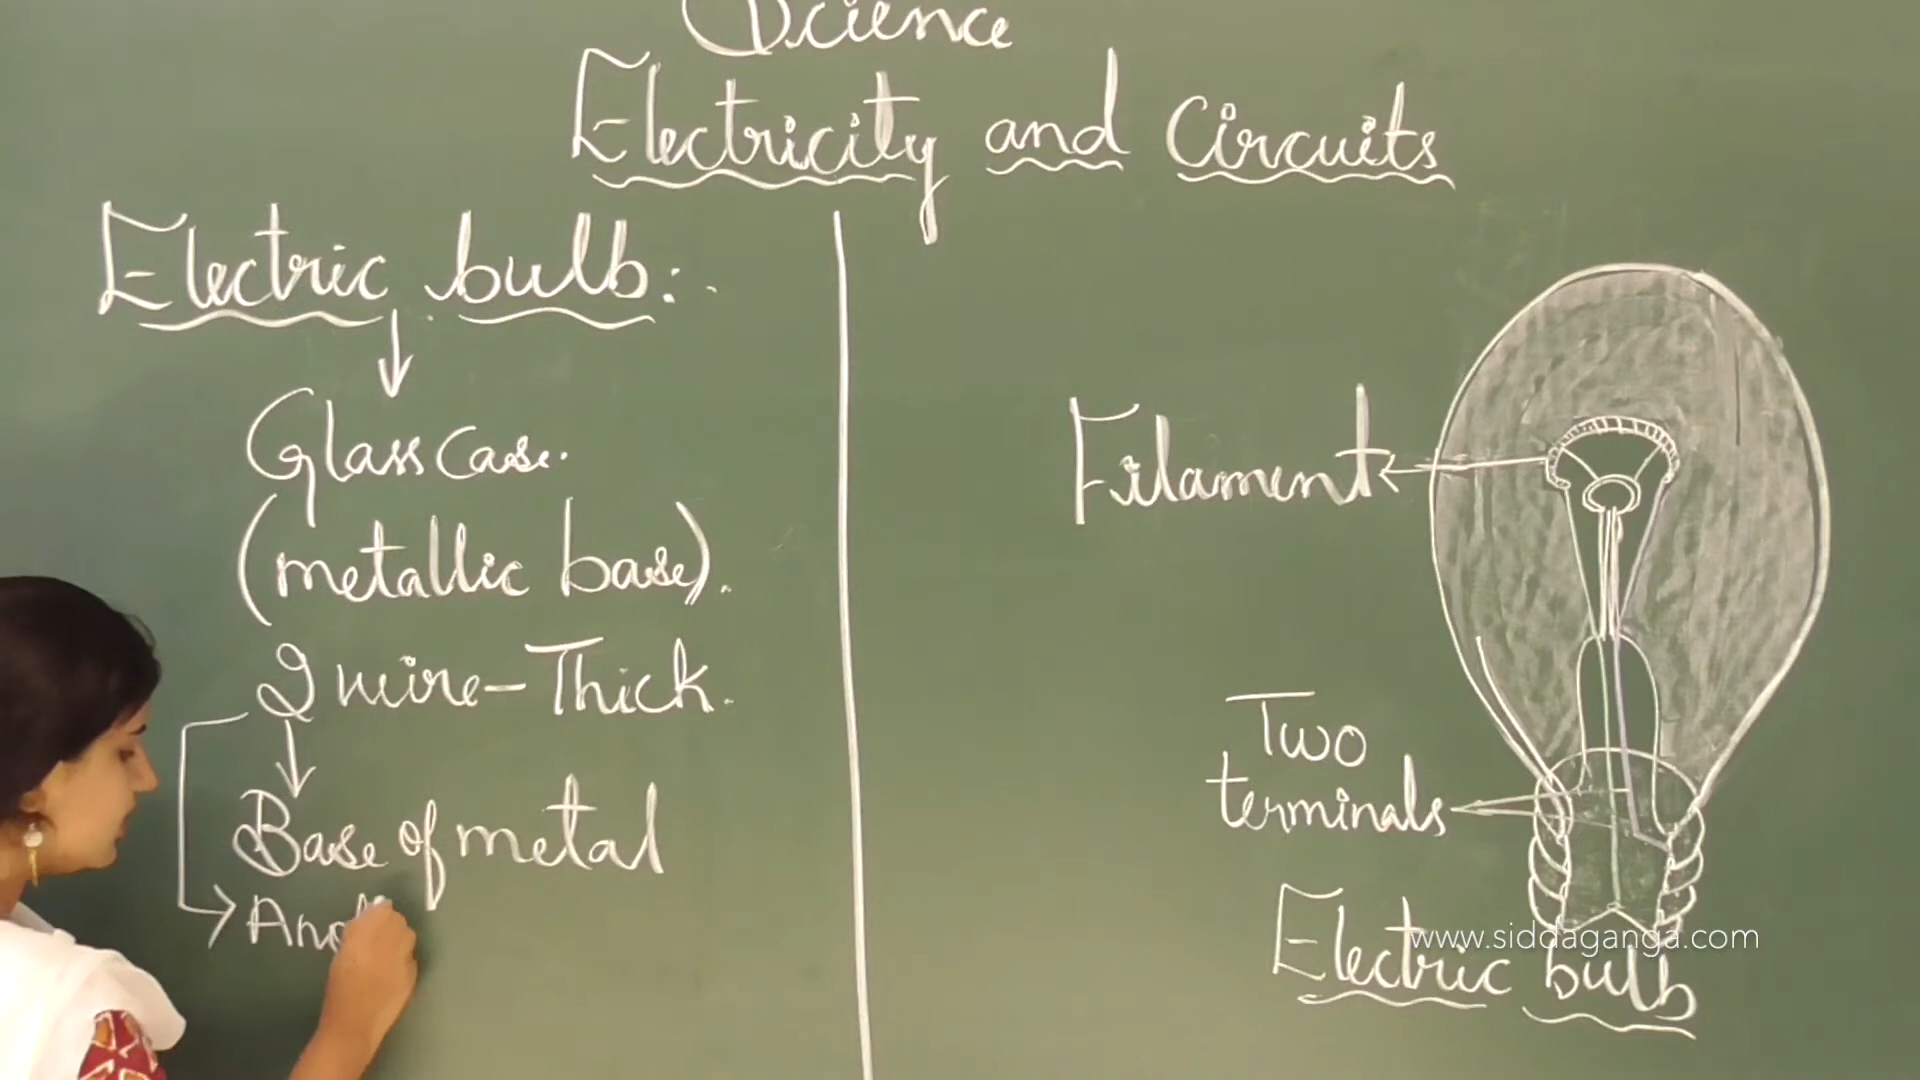 Science
Electricity and Circuits
Electric bulb:
Glass case.
(metallic base).
2 wire-Thick.
Base of metal
Filament
Two
terminals
Electric bulb
www.siddaganga.com